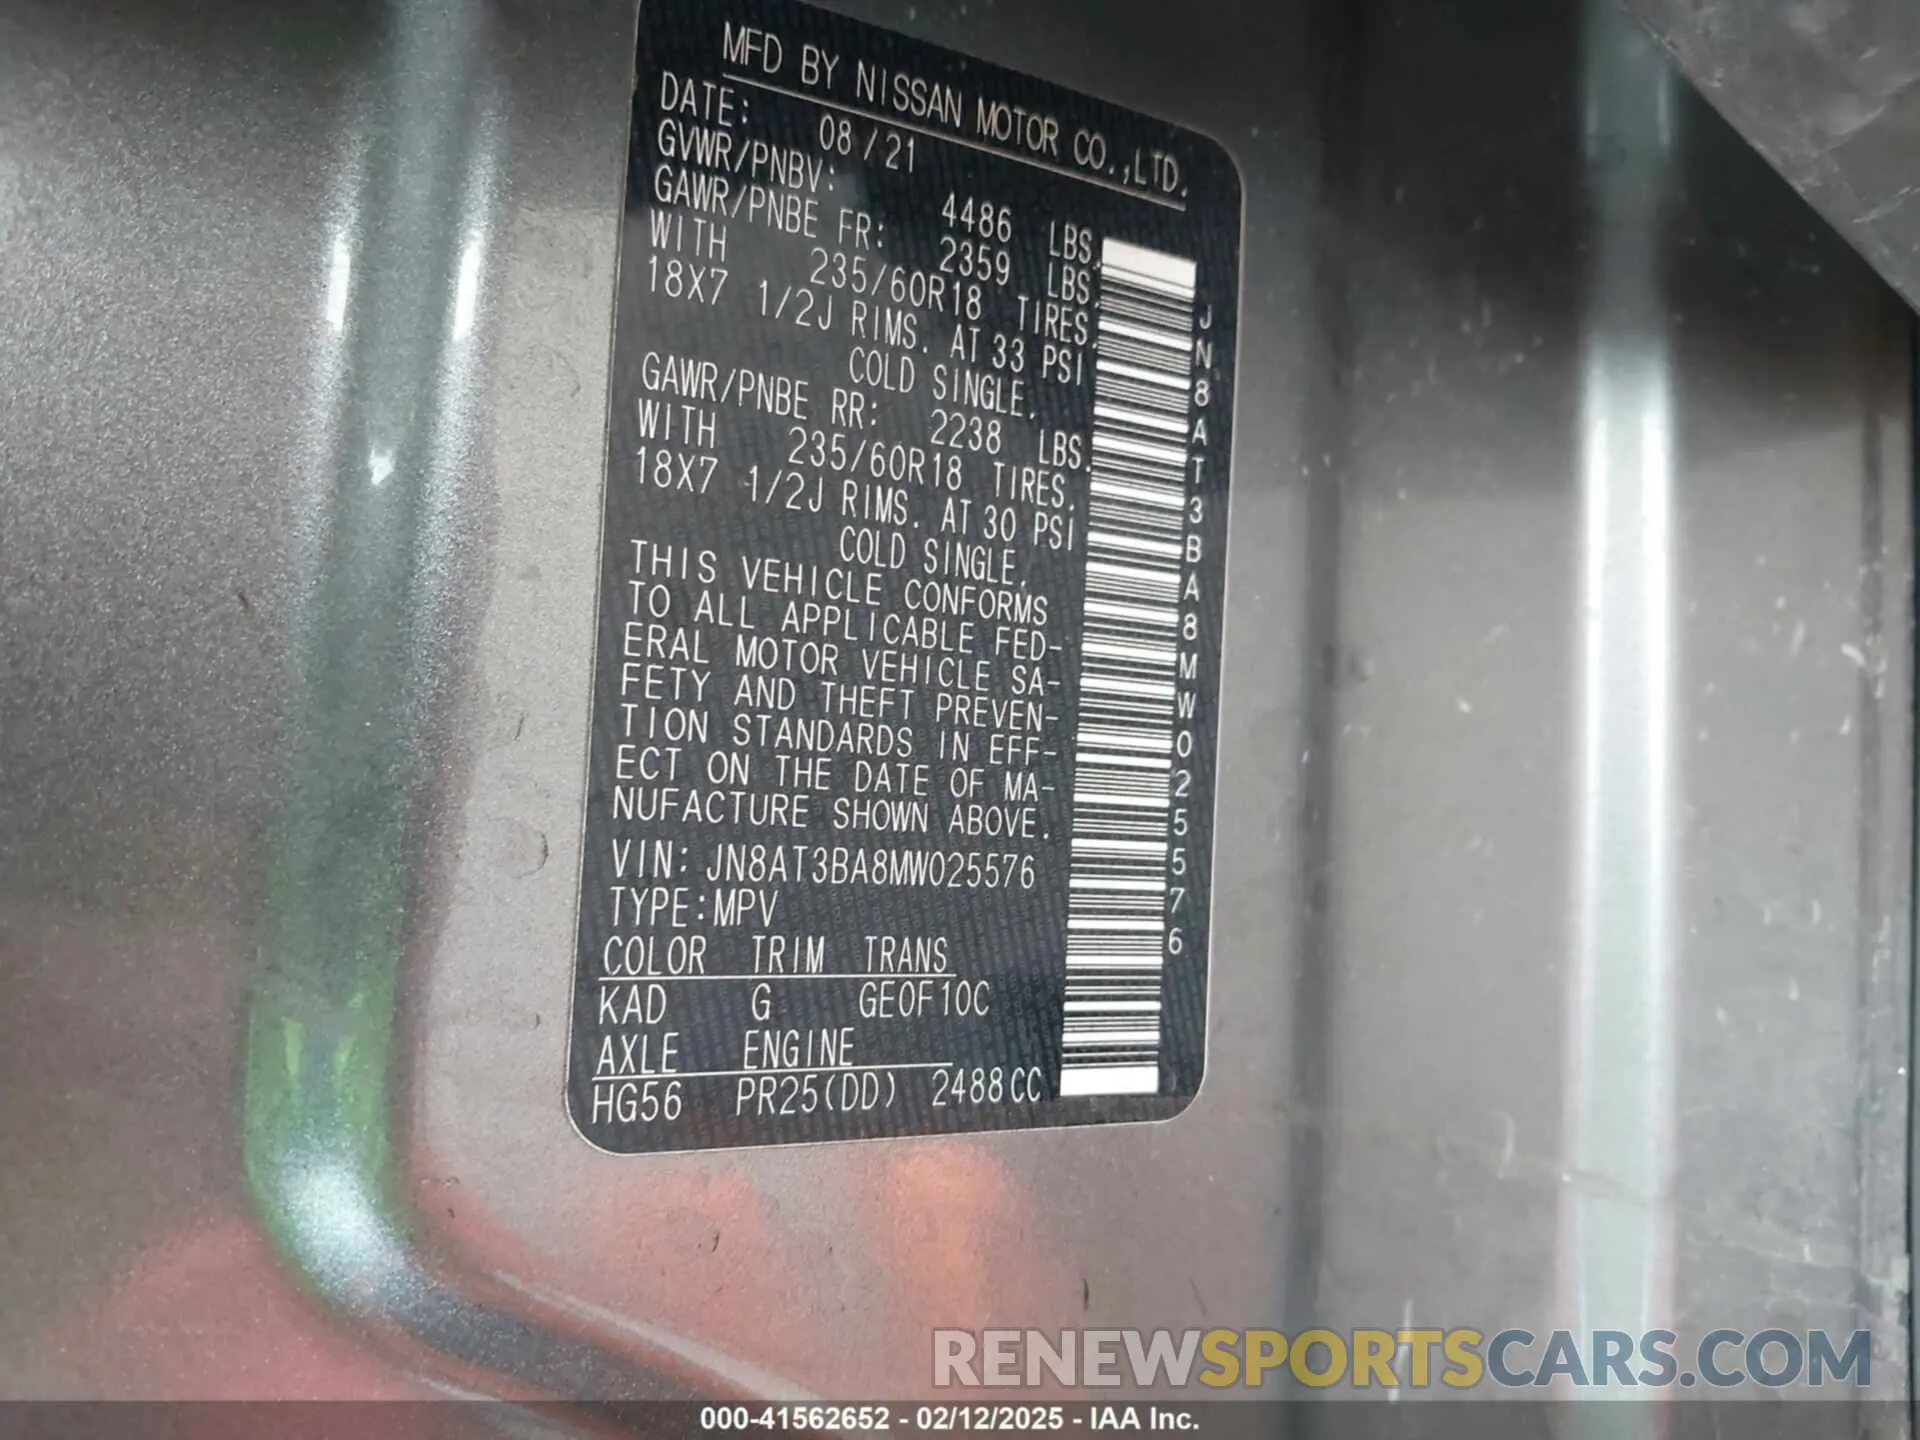 MFD BY NISSAN MOTOR CO.,LTD.
DATE: 08/21
GVWR/PNBV: 4486 LBS.
GAWR/PNBE FR: 2359 LBS.
WITH 235/60R18 TIRES.
18X7 1/2J RIMS. AT 33 PSI
COLD SINGLE.
GAWR/PNBE RR: 2238 LBS.
WITH 235/60R18 TIRES.
18X7 1/2J RIMS. AT 30 PSI
COLD SINGLE.
THIS VEHICLE CONFORMS
TO ALL APPLICABLE FED-
ERAL MOTOR VEHICLE SA-
FETY AND THEFT PREVEN-
TION STANDARDS IN EFF-
ECT ON THE DATE OF MA-
NUFACTURE SHOWN ABOVE.
VIN: JN8AT3BA8MW025576
TYPE:MPV
COLOR TRIM TRANS
KAD G GE0F10C
AXLE ENGINE
HG56 PR25(DD) 2488CC
JN8AT3BA8MW025576
RENEWSPORTSCARS.COM
000-41562652 - 02/12/2025 - IAA Inc.